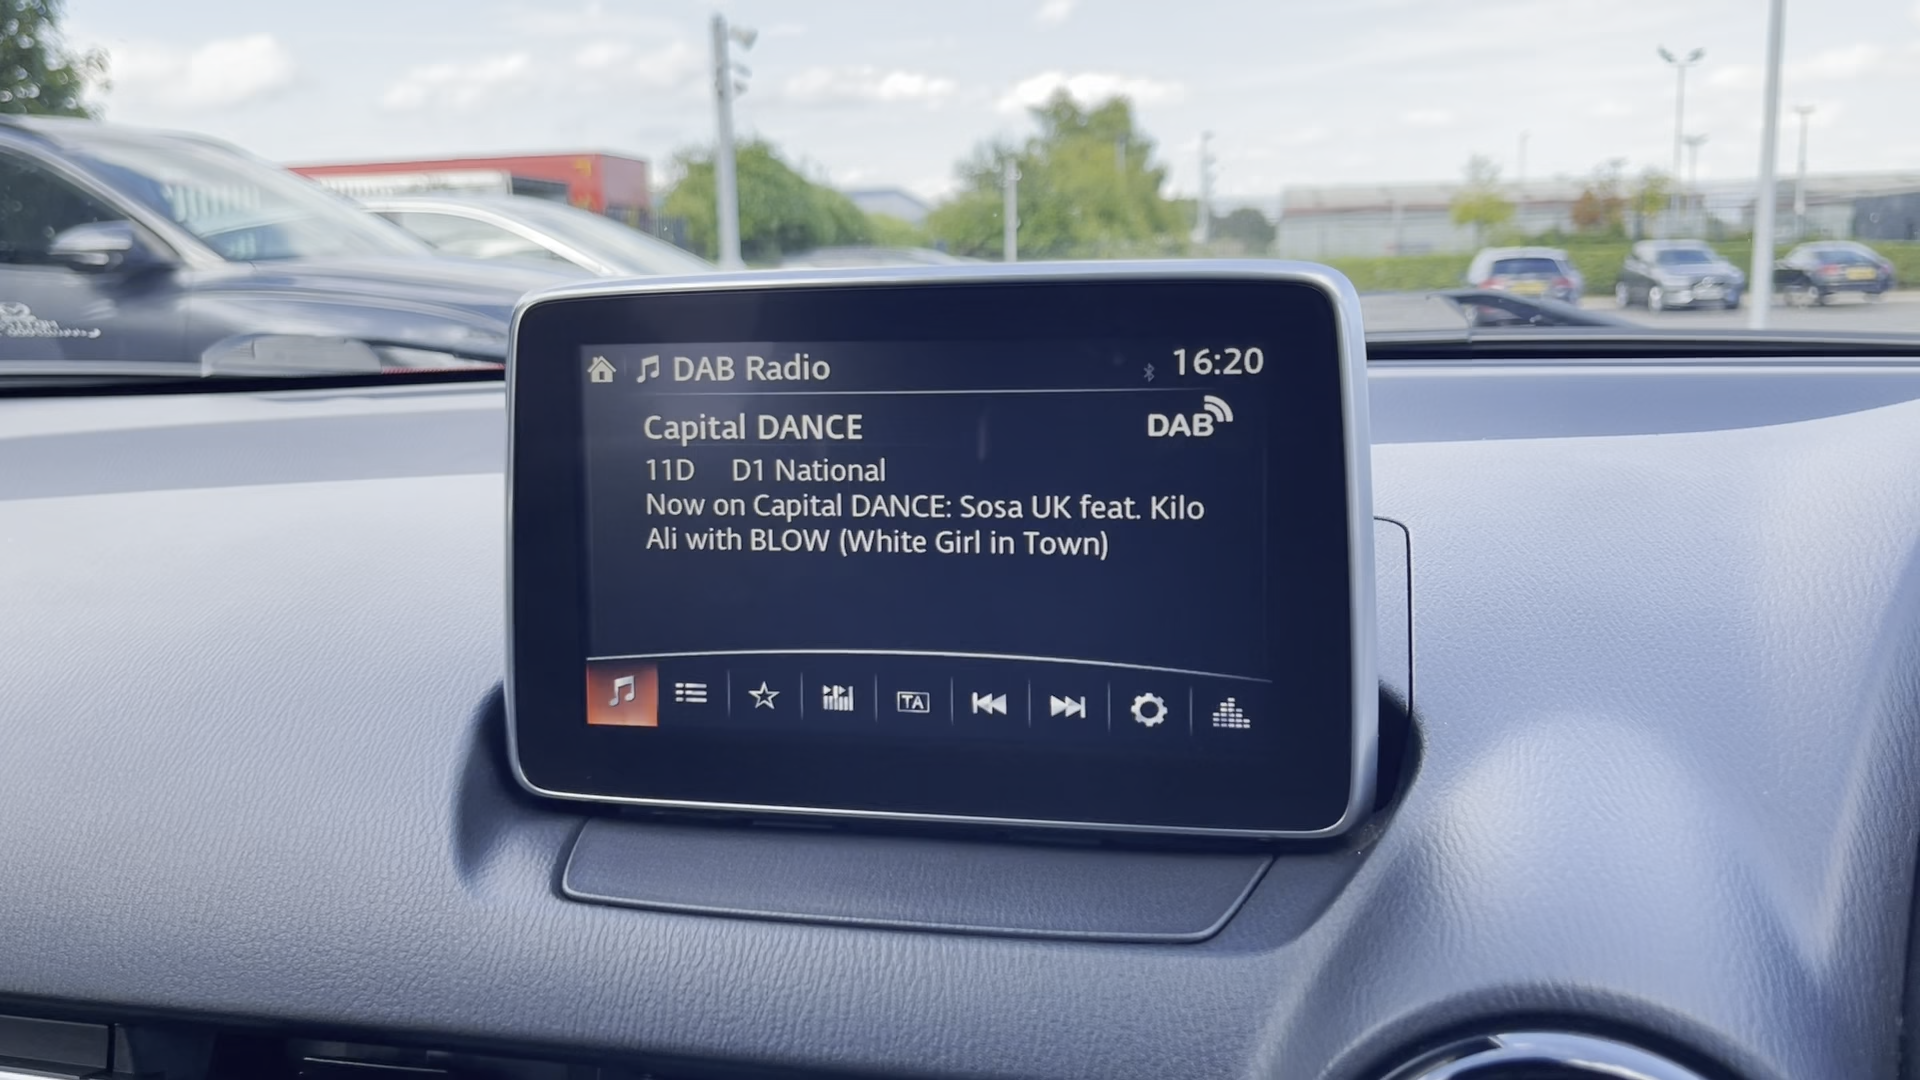 DAB Radio 16:20
Capital DANCE DAB
11D D1 National
Now on Capital DANCE: Sosa UK feat. Kilo
Ali with BLOW (White Girl in Town)
TA